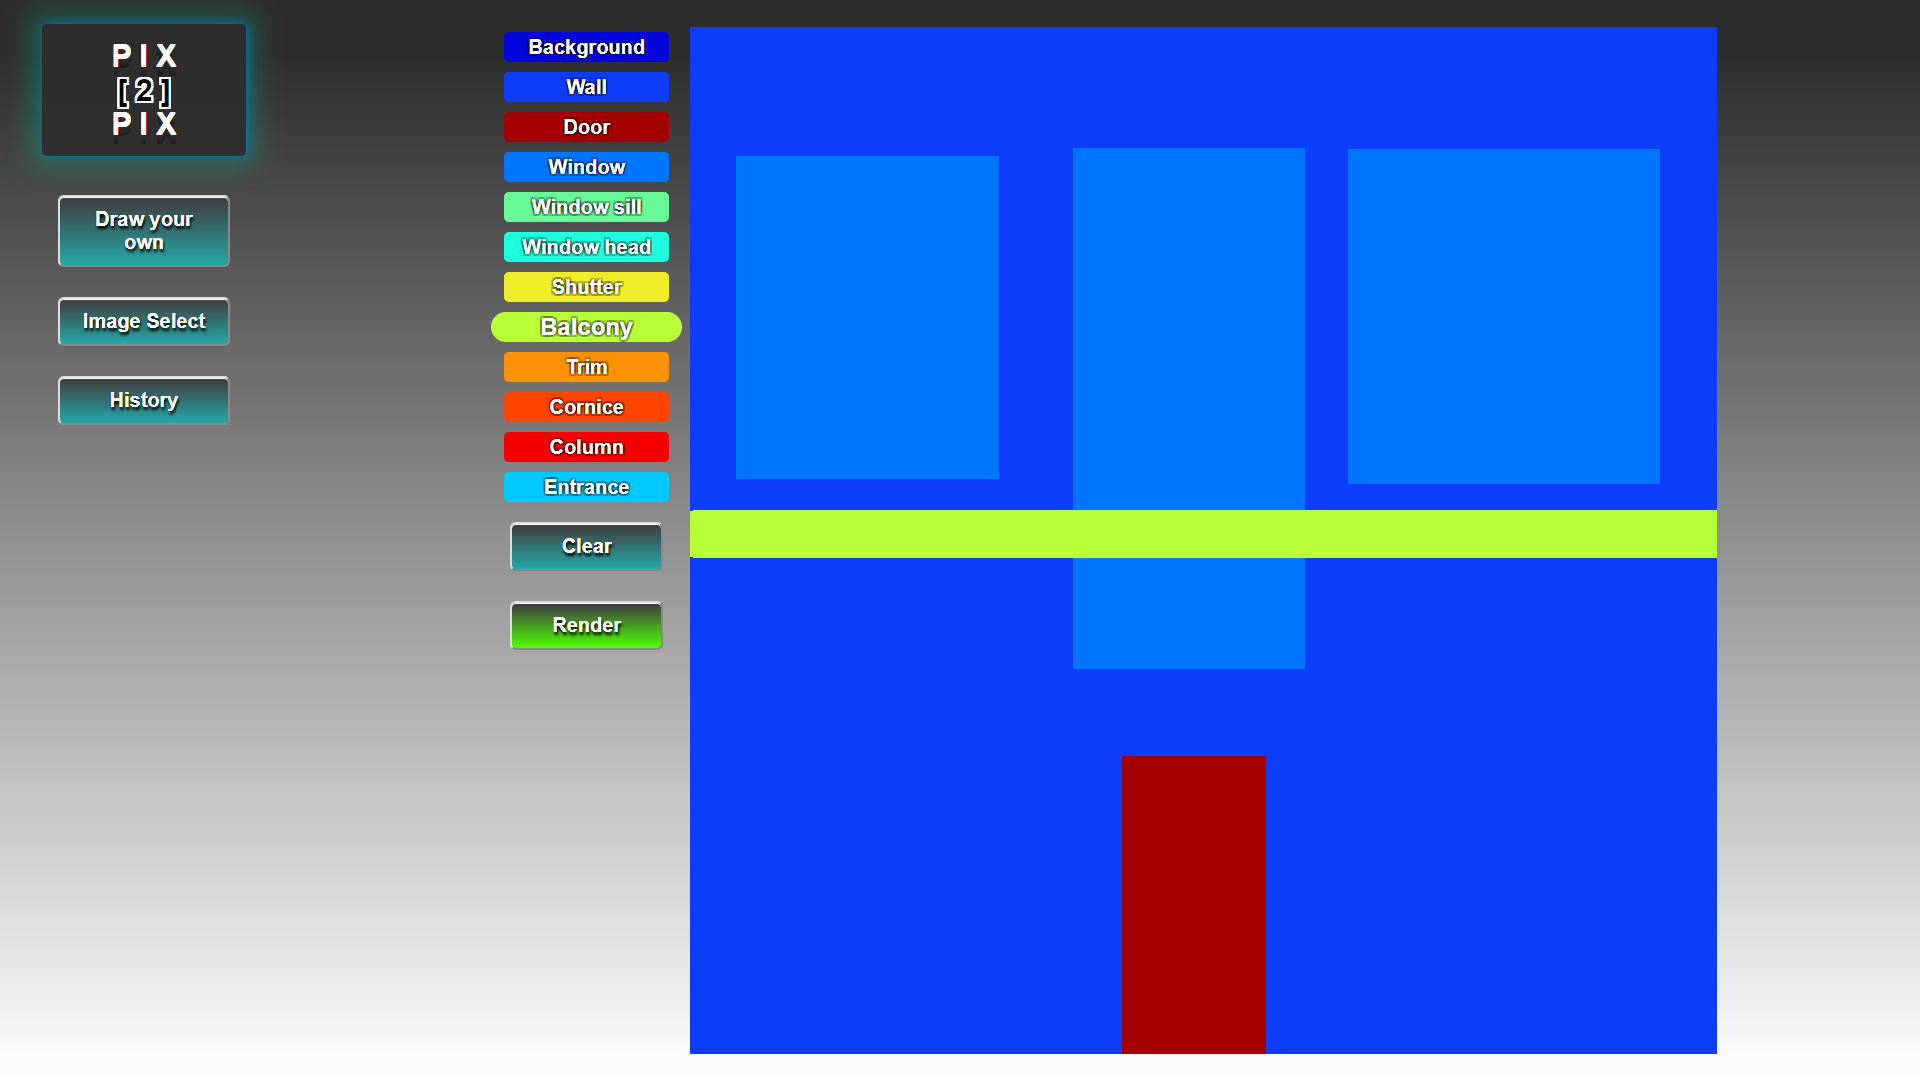 PIX
[2]
PIX
Draw your
own
Image Select
History
Background
Wall
Door
Window
Window sill
Window head
Shutter
Balcony
Trim
Cornice
Column
Entrance
Clear
Render